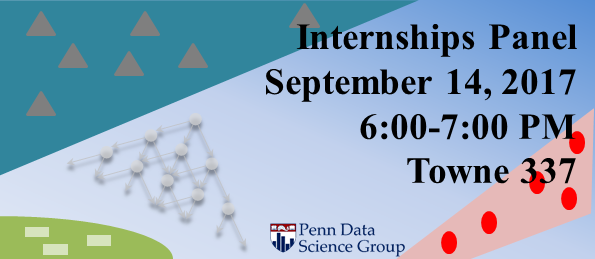 Internships Panel
September 14, 2017
6:00-7:00 PM
Towne 337
Penn Data
Science Group